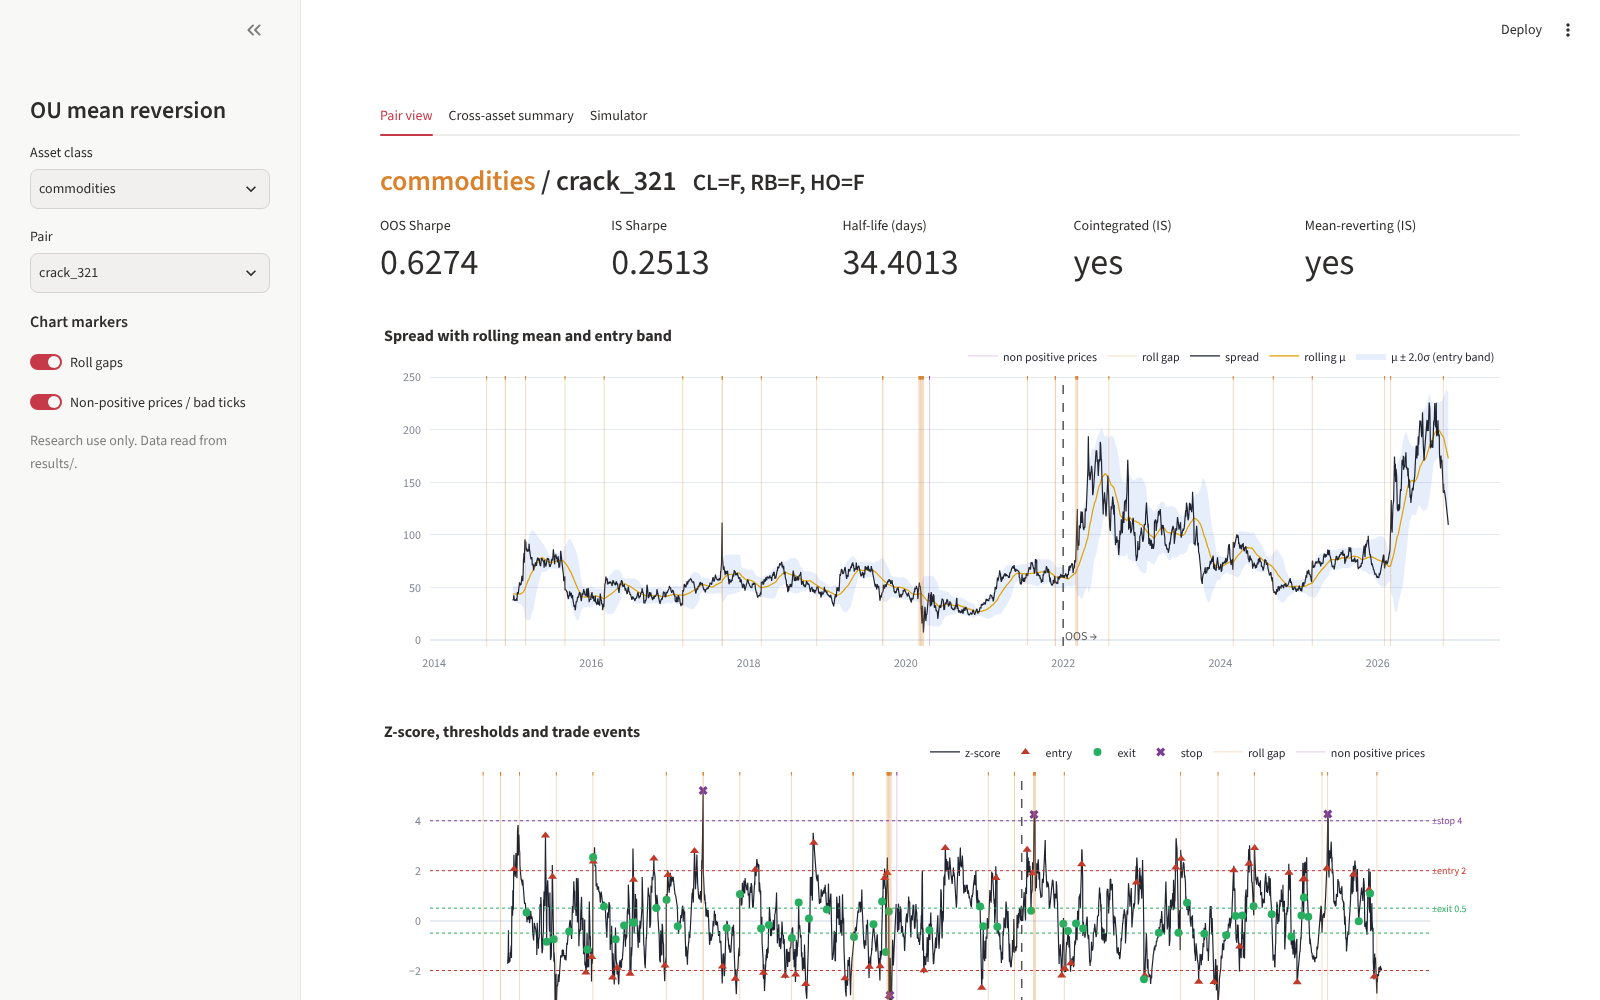 Deploy
OU mean reversion
Asset class
commodities
Pair
crack_321
Chart markers
Roll gaps
Non-positive prices / bad ticks
Research use only. Data read from
results/.
Pair view Cross-asset summary Simulator
commodities / crack_321 CL=F, RB=F, HO=F
OOS Sharpe IS Sharpe Half-life (days) Cointegrated (IS) Mean-reverting (IS)
0.6274 0.2513 34.4013 yes yes
Spread with rolling mean and entry band
non positive prices roll gap spread rolling μ μ ± 2.0σ (entry band)
250
200
150
100
50
0
OOS →
2014 2016 2018 2020 2022 2024 2026
Z-score, thresholds and trade events
z-score entry exit stop roll gap non positive prices
4
2
0
−2
±stop 4
±entry 2
±exit 0.5